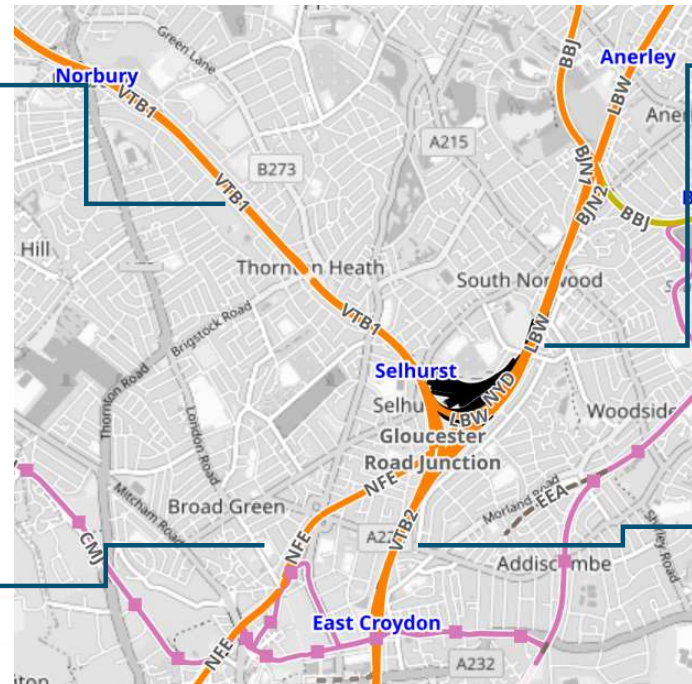 Green Lane
BBJ
Anerley
Norbury
VTB1
LBW
A215
B273
BJN1
VTB1
BJN2
BBJ
Hill
Thornton Heath
South Norwood
Brigstock Road
VTB1
LBW
Selhurst
NYD
Thornton Road
LBW
Woodside
London Road
Gloucester
Road Junction
NFE
Mitcham Road
Broad Green
Morland Road
EEA
VTB2
Shirley Road
CMJ
NFE
Addiscombe
East Croydon
NFE
A232